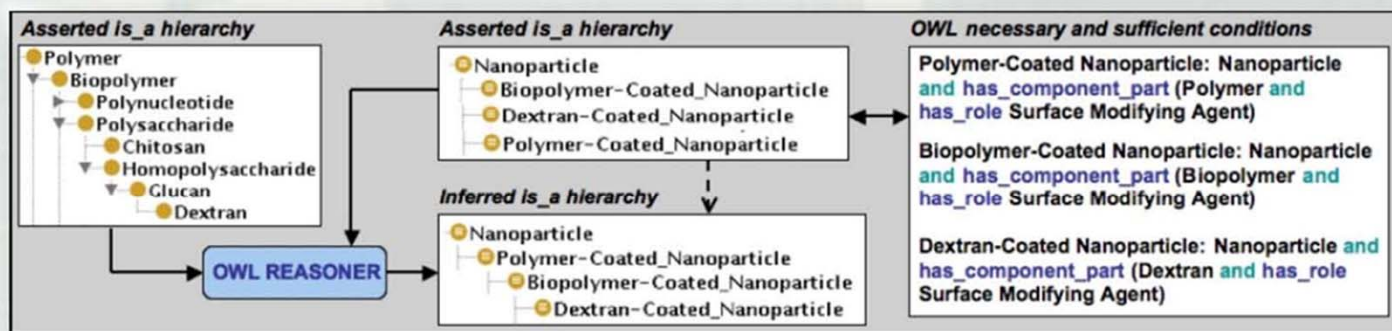 Asserted is_a hierarchy
Polymer
Biopolymer
Polynucleotide
Polysaccharide
Chitosan
Homopolysaccharide
Glucan
Dextran
OWL REASONER
Asserted is_a hierarchy
Nanoparticle
Biopolymer-Coated_Nanoparticle
Dextran-Coated_Nanoparticle
Polymer-Coated_Nanoparticle
Inferred is_a hierarchy
Nanoparticle
Polymer-Coated_Nanoparticle
Biopolymer-Coated_Nanoparticle
Dextran-Coated_Nanoparticle
OWL necessary and sufficient conditions
Polymer-Coated Nanoparticle: Nanoparticle
and has_component_part (Polymer and
has_role Surface Modifying Agent)
Biopolymer-Coated Nanoparticle: Nanoparticle
and has_component_part (Biopolymer and
has_role Surface Modifying Agent)
Dextran-Coated Nanoparticle: Nanoparticle and
has_component_part (Dextran and has_role
Surface Modifying Agent)